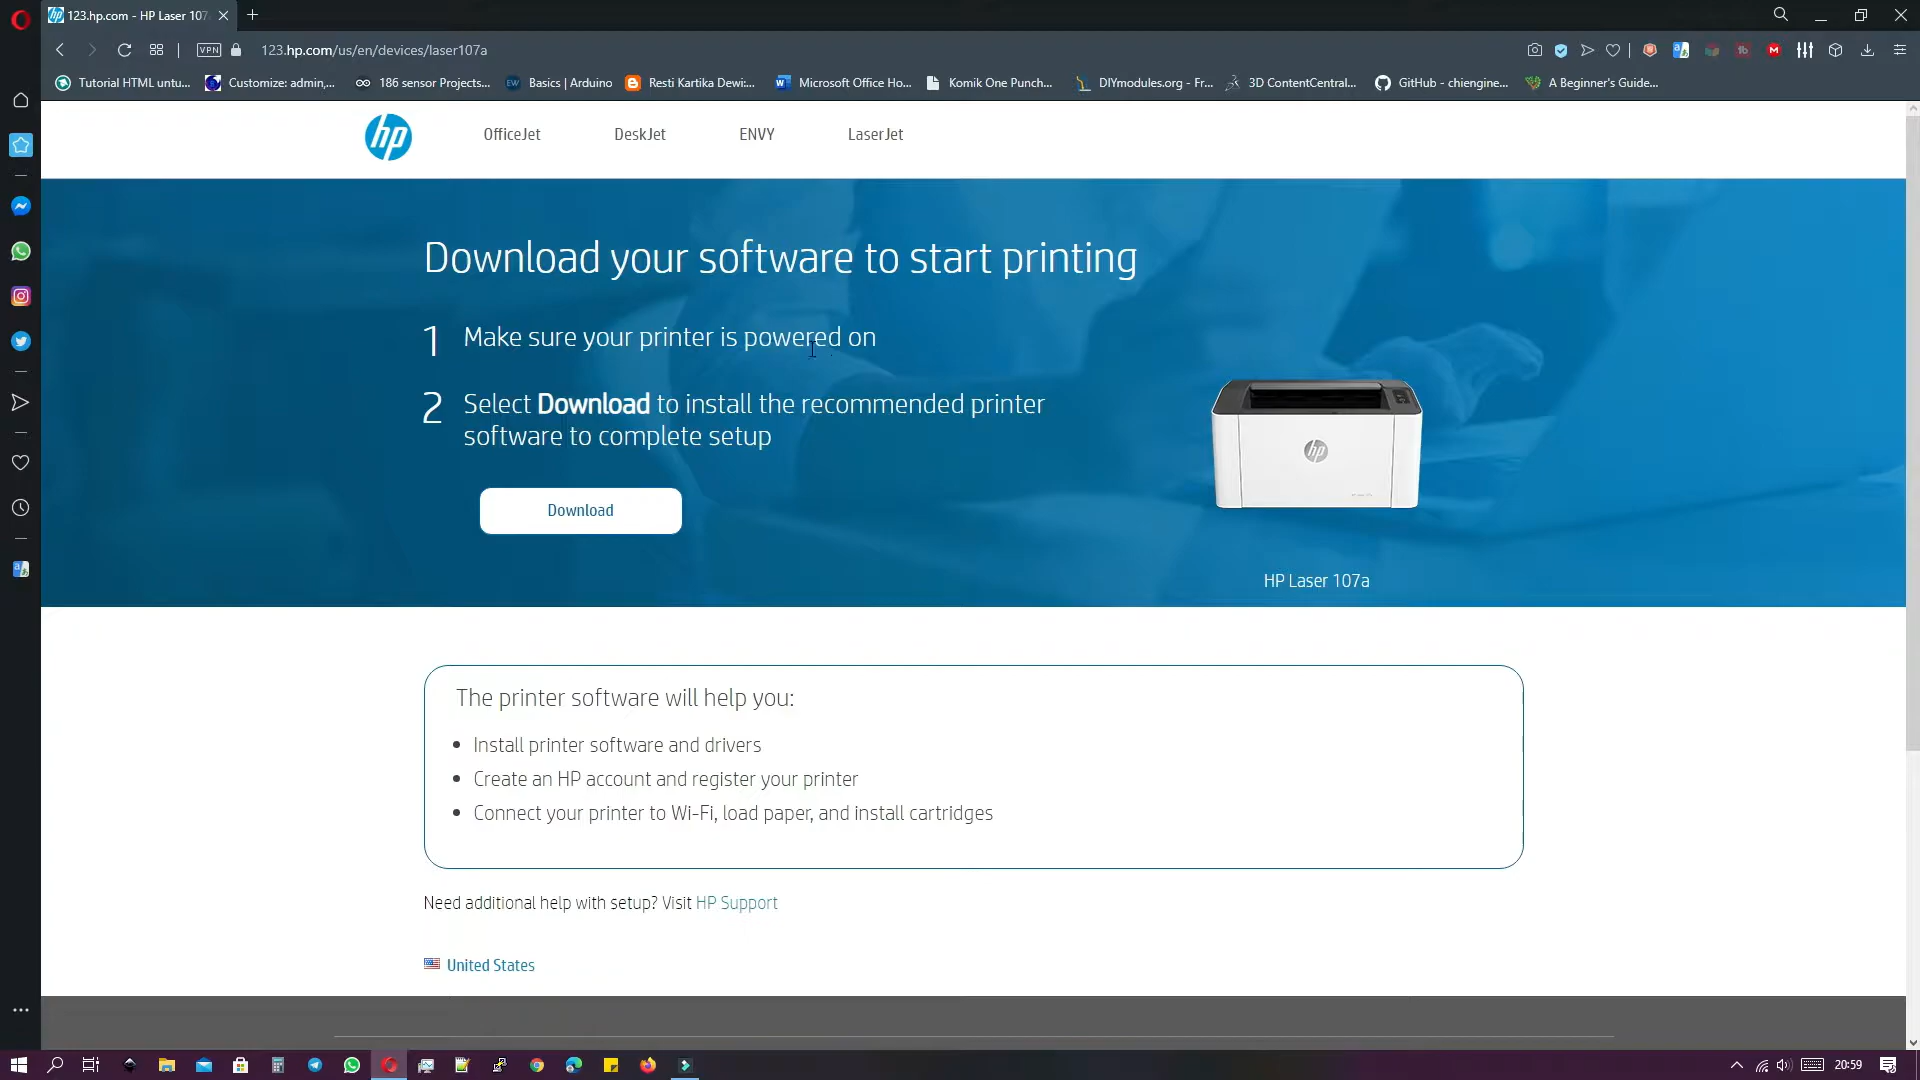 123.hp.com - HP Laser 107
VPN
123.hp.com/us/en/devices/laser107a
Tutorial HTML untu...
Customize: admin,...
186 sensor Projects...
EW
Basics | Arduino
Resti Kartika Dewi:...
Microsoft Office Ho...
Komik One Punch...
DIYmodules.org - Fr...
3D ContentCentral...
GitHub - chiengine...
A Beginner's Guide...
hp
OfficeJet
DeskJet
ENVY
LaserJet
Download your software to start printing
1 Make sure your printer is powered on
2 Select Download to install the recommended printer
software to complete setup
Download
hp
HP Laser 107a
The printer software will help you:
• Install printer software and drivers
• Create an HP account and register your printer
• Connect your printer to Wi-Fi, load paper, and install cartridges
Need additional help with setup? Visit HP Support
United States
20:59